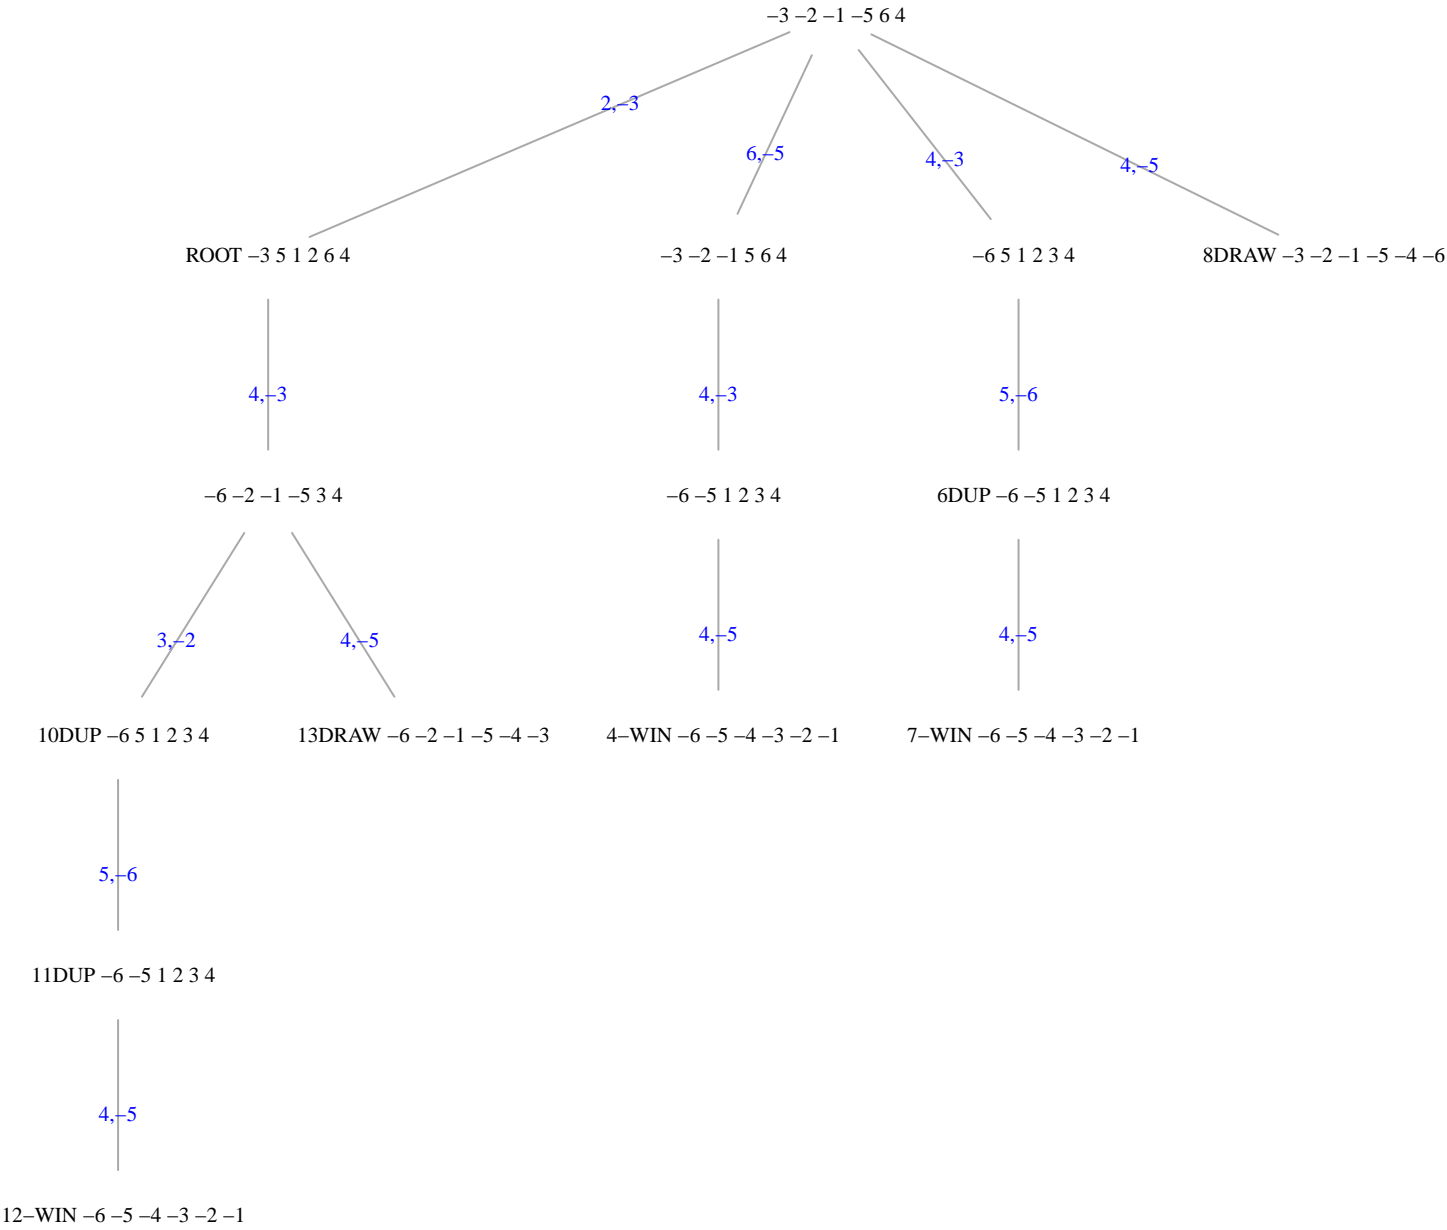 −3 −2 −1 −5 6 4
2,−3
6,−5
4,−3
4,−5
ROOT −3 5 1 2 6 4
−3 −2 −1 5 6 4
−6 5 1 2 3 4
8DRAW −3 −2 −1 −5 −4 −6
4,−3
4,−3
5,−6
−6 −2 −1 −5 3 4
−6 −5 1 2 3 4
6DUP −6 −5 1 2 3 4
3,−2
4,−5
4,−5
4,−5
10DUP −6 5 1 2 3 4
13DRAW −6 −2 −1 −5 −4 −3
4−WIN −6 −5 −4 −3 −2 −1
7−WIN −6 −5 −4 −3 −2 −1
5,−6
11DUP −6 −5 1 2 3 4
4,−5
12−WIN −6 −5 −4 −3 −2 −1